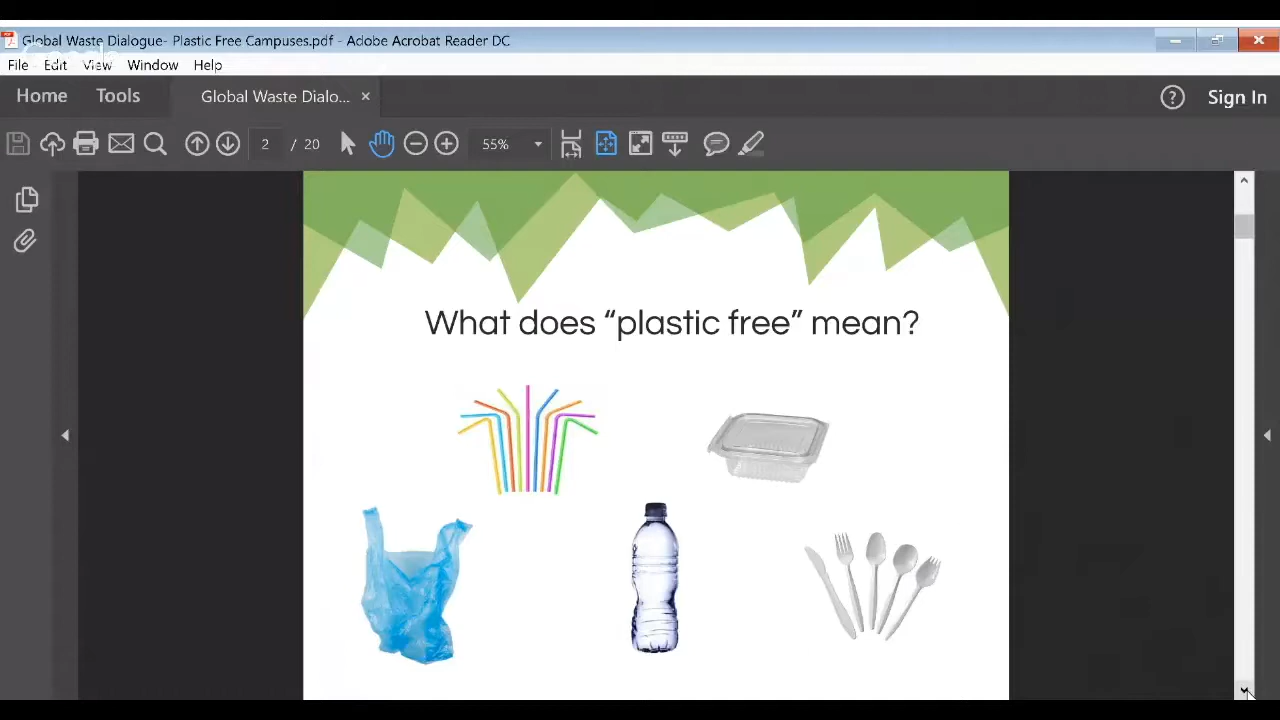 Global Waste Dialogue- Plastic Free Campuses.pdf - Adobe Acrobat Reader DC
Google
File Edit View Window Help
Home Tools Global Waste Dialo... × ? Sign In
2 / 20 55%
What does “plastic free” mean?